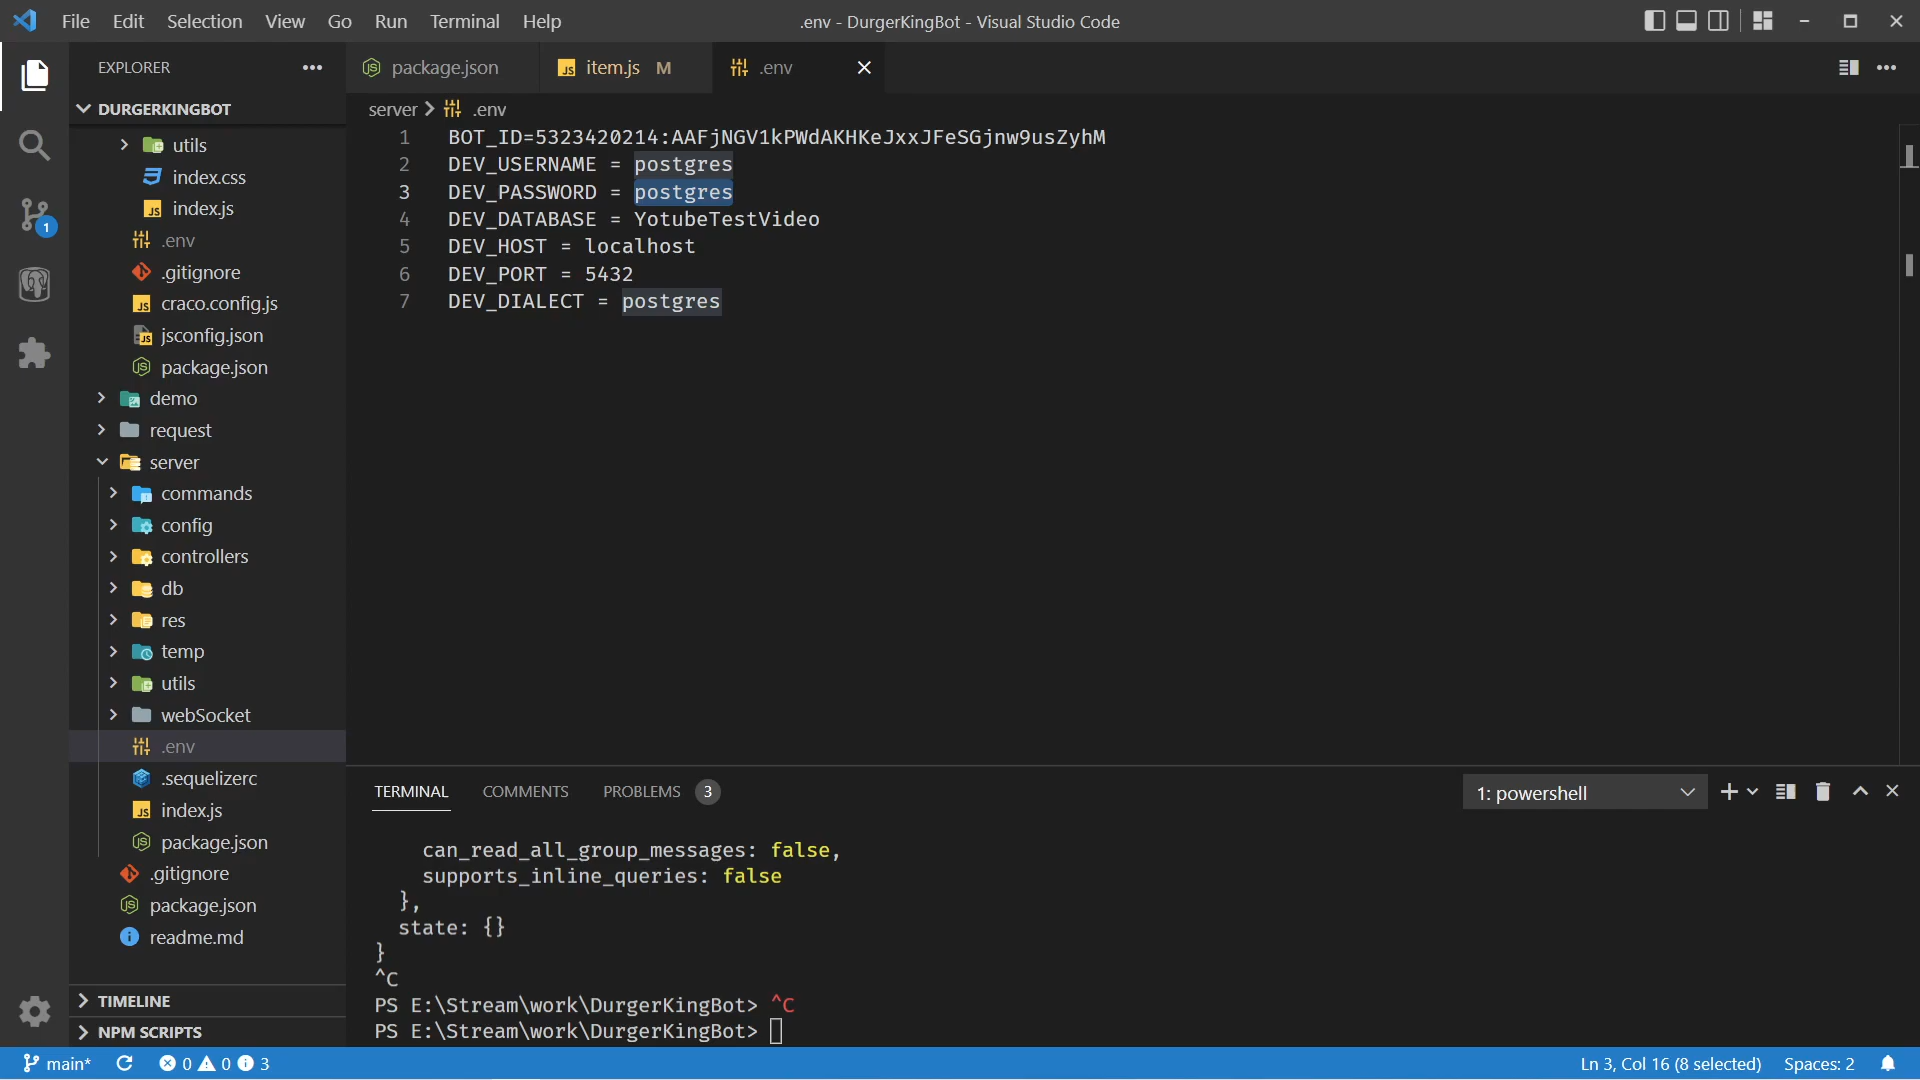 File Edit Selection View Go Run Terminal Help
.env - DurgerKingBot - Visual Studio Code
EXPLORER
DURGERKINGBOT
utils
index.css
index.js
.env
.gitignore
craco.config.js
jsconfig.json
package.json
demo
request
server
commands
config
controllers
db
res
temp
utils
webSocket
.env
.sequelizerc
index.js
package.json
.gitignore
package.json
readme.md
TIMELINE
NPM SCRIPTS
package.json
item.js M
.env
server > .env
1 BOT_ID=5323420214:AAFjNGV1kPWdAKHKeJxxJFeSGjnw9usZyhM
2 DEV_USERNAME = postgres
3 DEV_PASSWORD = postgres
4 DEV_DATABASE = YotubeTestVideo
5 DEV_HOST = localhost
6 DEV_PORT = 5432
7 DEV_DIALECT = postgres
TERMINAL COMMENTS PROBLEMS 3
1: powershell
can_read_all_group_messages: false,
supports_inline_queries: false
},
state: {}
}
^C
PS E:\Stream\work\DurgerKingBot> ^C
PS E:\Stream\work\DurgerKingBot>
1
main* 0 0 3
Ln 3, Col 16 (8 selected) Spaces: 2